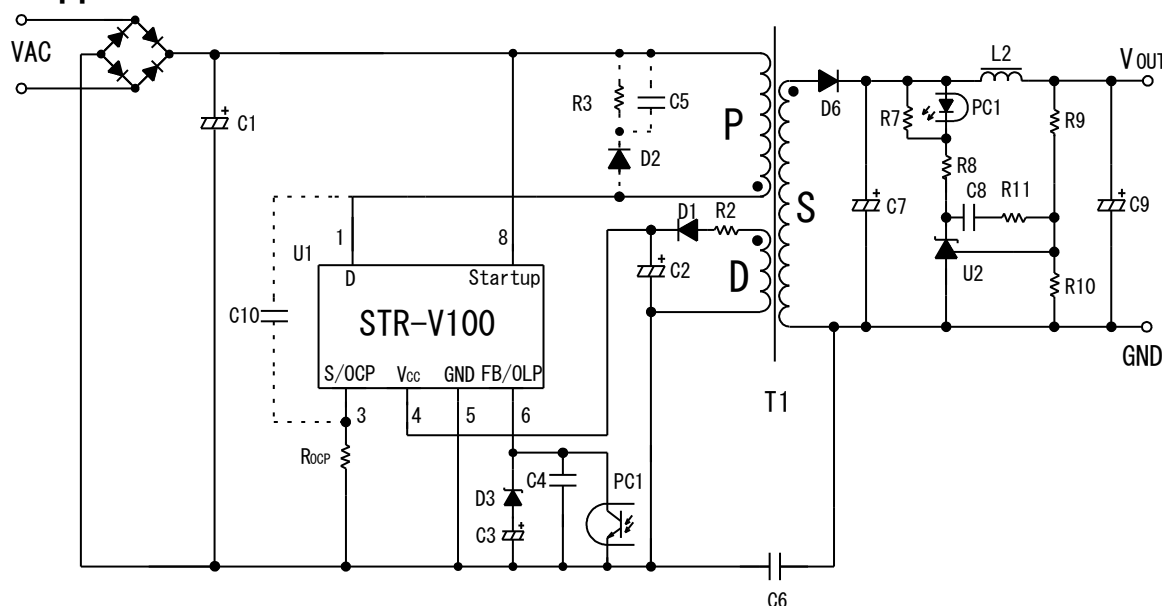 VAC
C1
R3
C5
D2
P
S
D
T1
D1
R2
C2
D6
C7
R7
PC1
R8
C8
R11
U2
L2
R9
R10
C9
VOUT
GND
U1
1
8
D
Startup
STR-V100
S/OCP
VCC
GND
FB/OLP
3
4
5
6
C10
ROCP
D3
C3
C4
PC1
C6